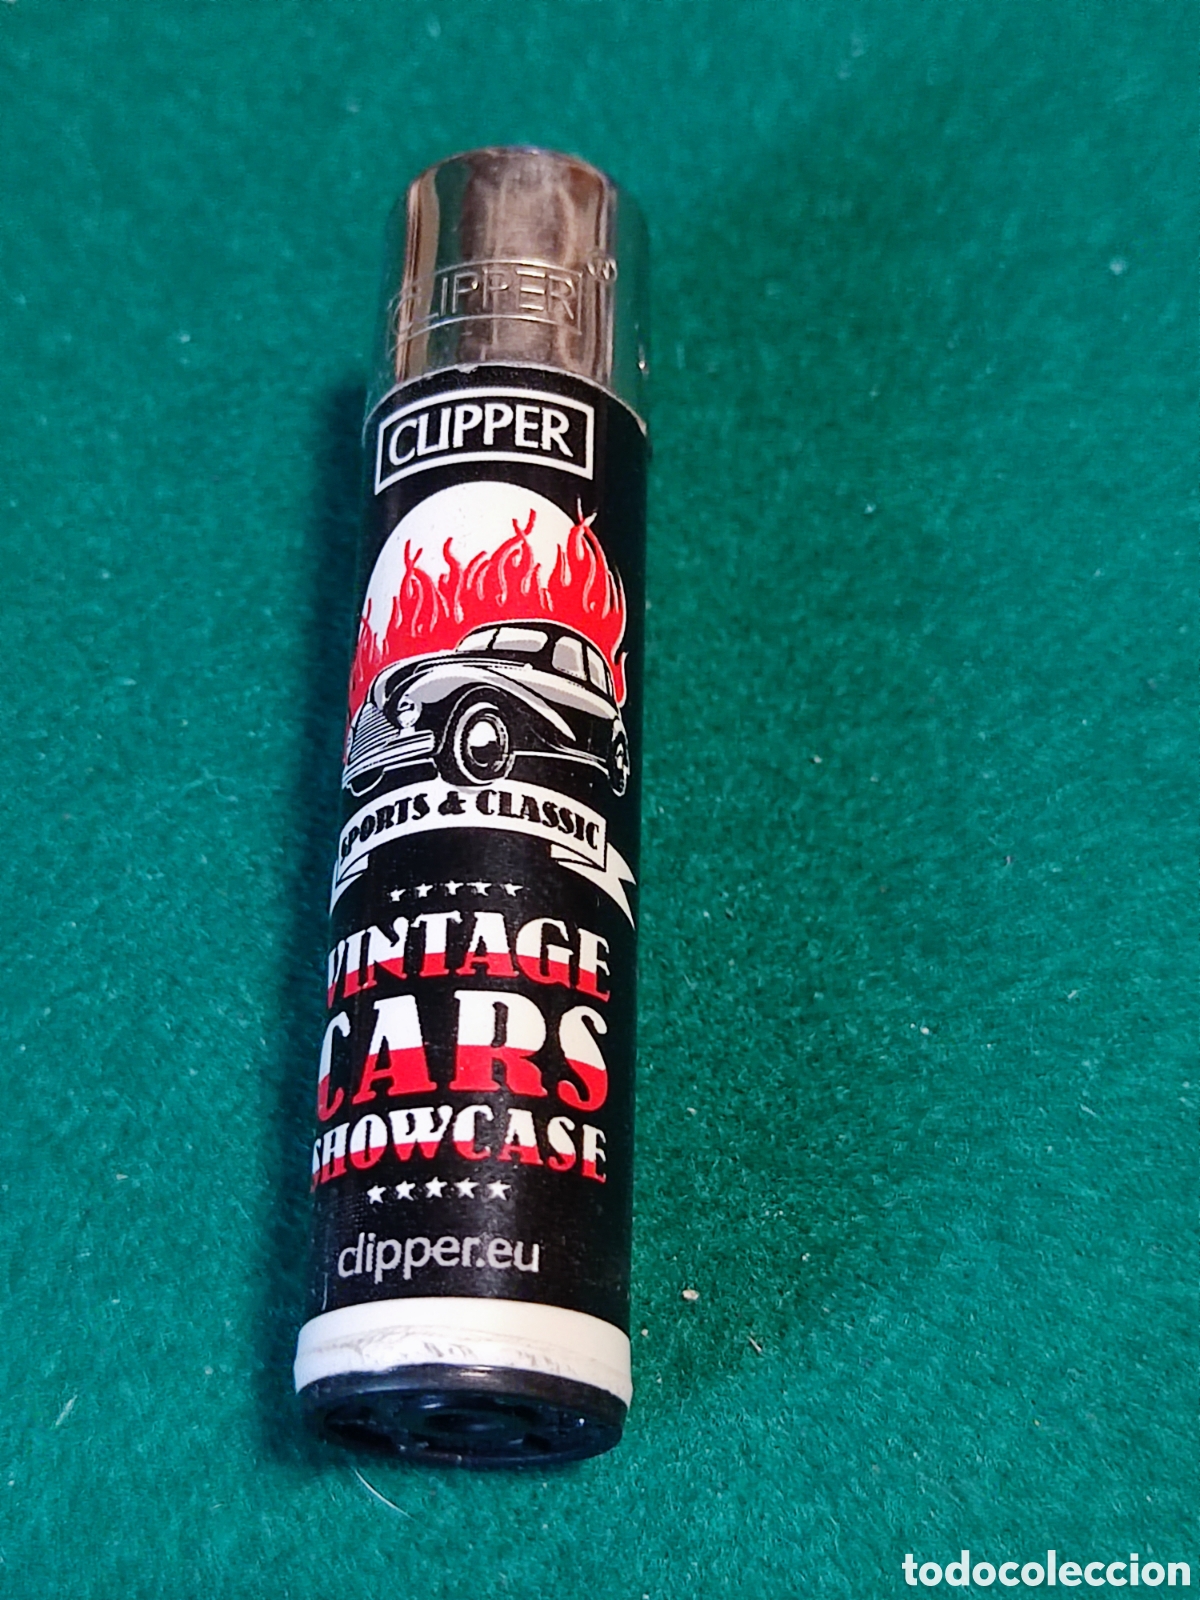 CLIPPER
CLIPPER
SPORTS & CLASSIC
VINTAGE
CARS
SHOWCASE
clipper.eu
todocoleccion